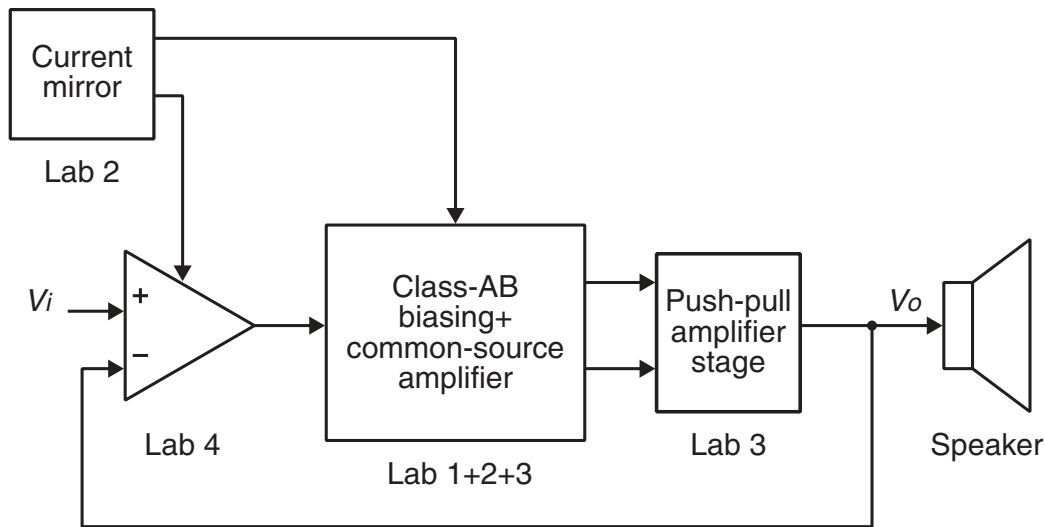 Current
mirror
Lab 2
Vi
+
−
Lab 4
Class-AB
biasing+
common-source
amplifier
Lab 1+2+3
Push-pull
amplifier
stage
Lab 3
Vo
Speaker